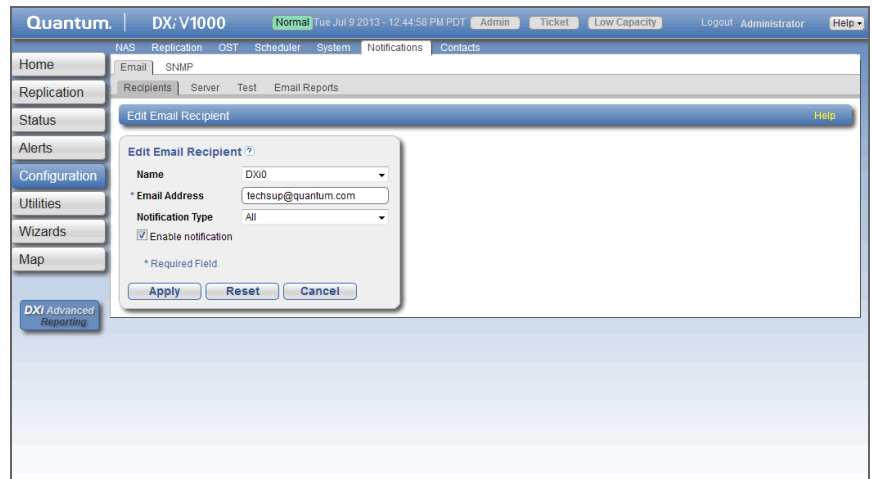 Quantum. DXi V1000 Normal Tue Jul 9 2013 - 12:44:58 PM PDT Admin Ticket Low Capacity Logout Administrator Help
NAS Replication OST Scheduler System Notifications Contacts
Home
Email SNMP
Replication
Recipients Server Test Email Reports
Status
Edit Email Recipient Help
Alerts
Edit Email Recipient ?
Configuration
Name DXi0
* Email Address techsup@quantum.com
Utilities
Notification Type All
Wizards
Enable notification
Map
* Required Field
Apply Reset Cancel
DXi Advanced
Reporting